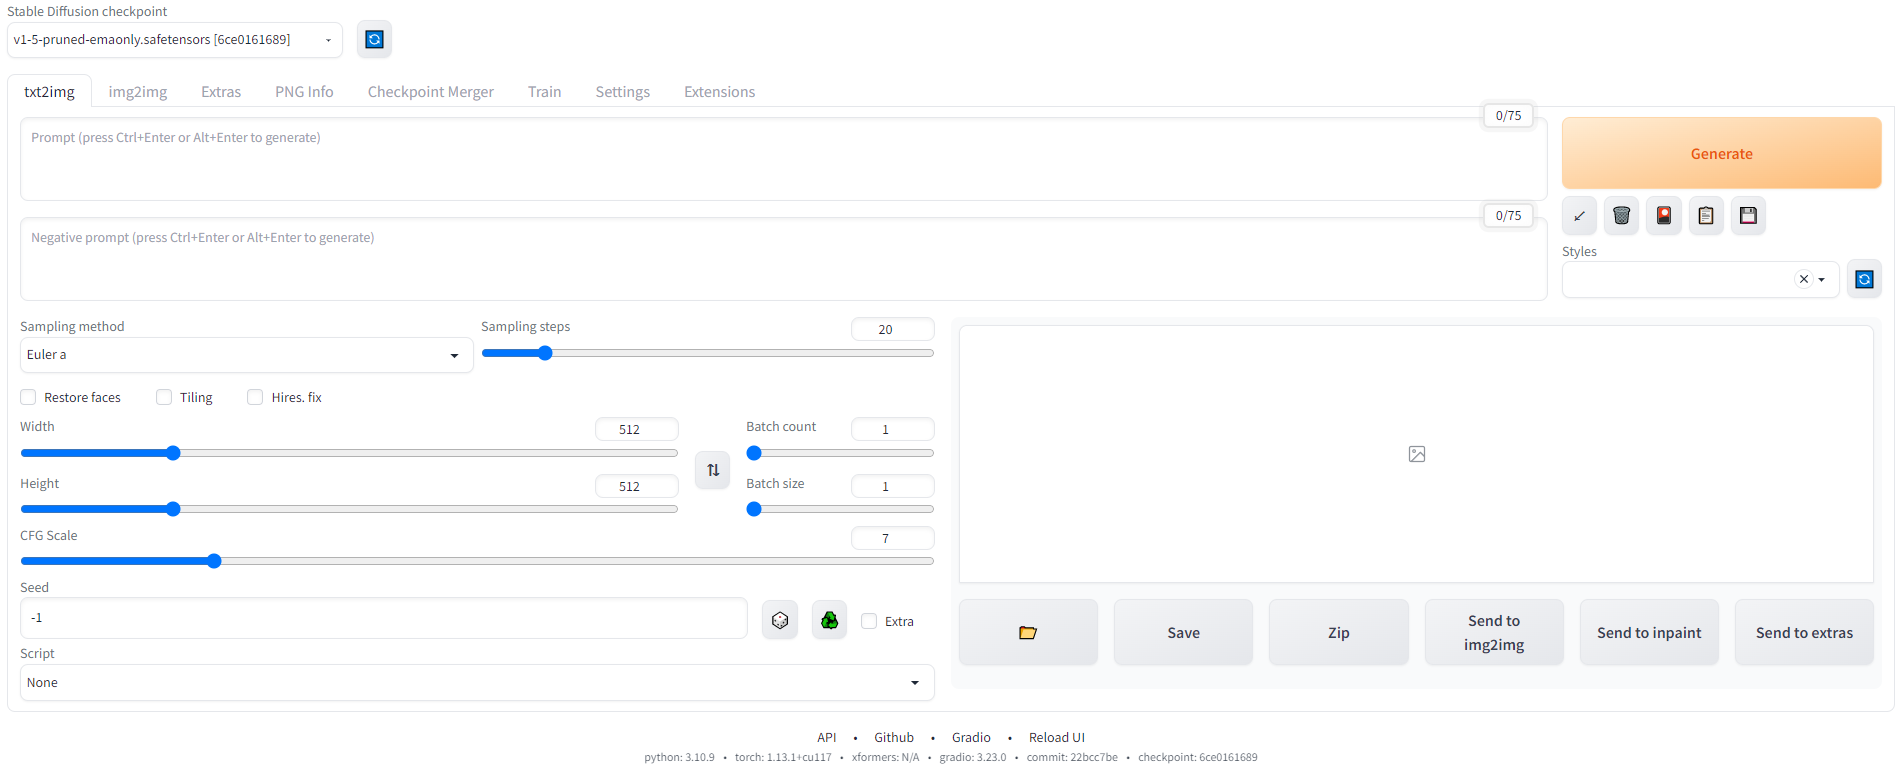 Stable Diffusion checkpoint
v1-5-pruned-emaonly.safetensors [6ce0161689]
txt2img img2img Extras PNG Info Checkpoint Merger Train Settings Extensions
0/75
Prompt (press Ctrl+Enter or Alt+Enter to generate)
Generate
0/75
Negative prompt (press Ctrl+Enter or Alt+Enter to generate)
Styles
Sampling method
Euler a
Sampling steps
20
Restore faces Tiling Hires. fix
Width
512
Batch count
1
Height
512
Batch size
1
CFG Scale
7
Seed
-1
Extra
Script
None
Save
Zip
Send to
img2img
Send to inpaint
Send to extras
API • Github • Gradio • Reload UI
python: 3.10.9 • torch: 1.13.1+cu117 • xformers: N/A • gradio: 3.23.0 • commit: 22bcc7be • checkpoint: 6ce0161689